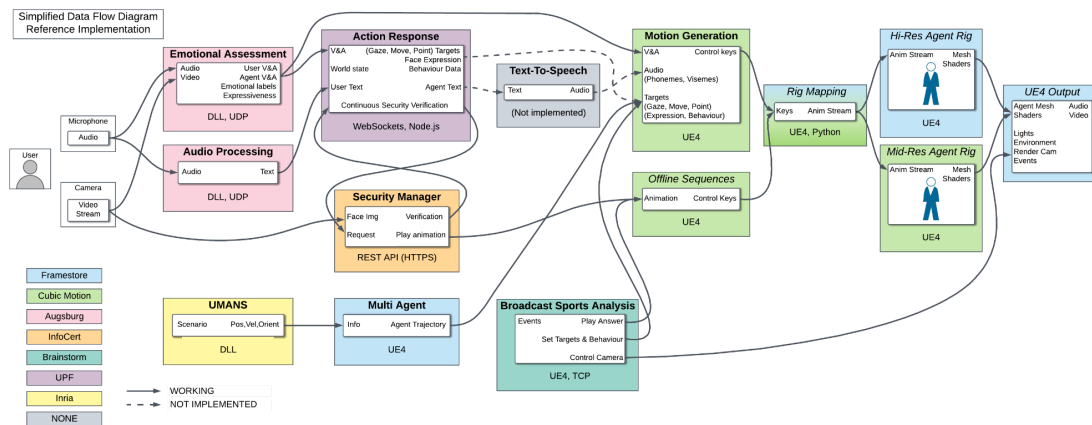 Simplified Data Flow Diagram
Reference Implementation
Emotional Assessment
Audio
Video
User V&A
Agent V&A
Emotional labels
Expressiveness
DLL, UDP
Action Response
V&A
World state
User Text
(Gaze, Move, Point) Targets
Face Expression
Behaviour Data
Agent Text
Continuous Security Verification
WebSockets, Node.js
Text-To-Speech
Text
Audio
(Not implemented)
Motion Generation
V&A
Control keys
Audio
(Phonemes, Visemes)
Targets
(Gaze, Move, Point)
(Expression, Behaviour)
UE4
Rig Mapping
Keys
Anim Stream
UE4, Python
Hi-Res Agent Rig
Anim Stream
Mesh
Shaders
UE4
UE4 Output
Agent Mesh
Shaders
Audio
Video
Lights
Environment
Render Cam
Events
UE4
Mid-Res Agent Rig
Anim Stream
Mesh
Shaders
UE4
Microphone
Audio
User
Camera
Video
Stream
Audio Processing
Audio
Text
DLL, UDP
Security Manager
Face Img
Verification
Request
Play animation
REST API (HTTPS)
Offline Sequences
Animation
Control Keys
UE4
UMANS
Scenario
Pos,Vel,Orient
DLL
Multi Agent
Info
Agent Trajectory
UE4
Broadcast Sports Analysis
Events
Play Answer
Set Targets & Behaviour
Control Camera
UE4, TCP
Framestore
Cubic Motion
Augsburg
InfoCert
Brainstorm
UPF
Inria
NONE
WORKING
NOT IMPLEMENTED